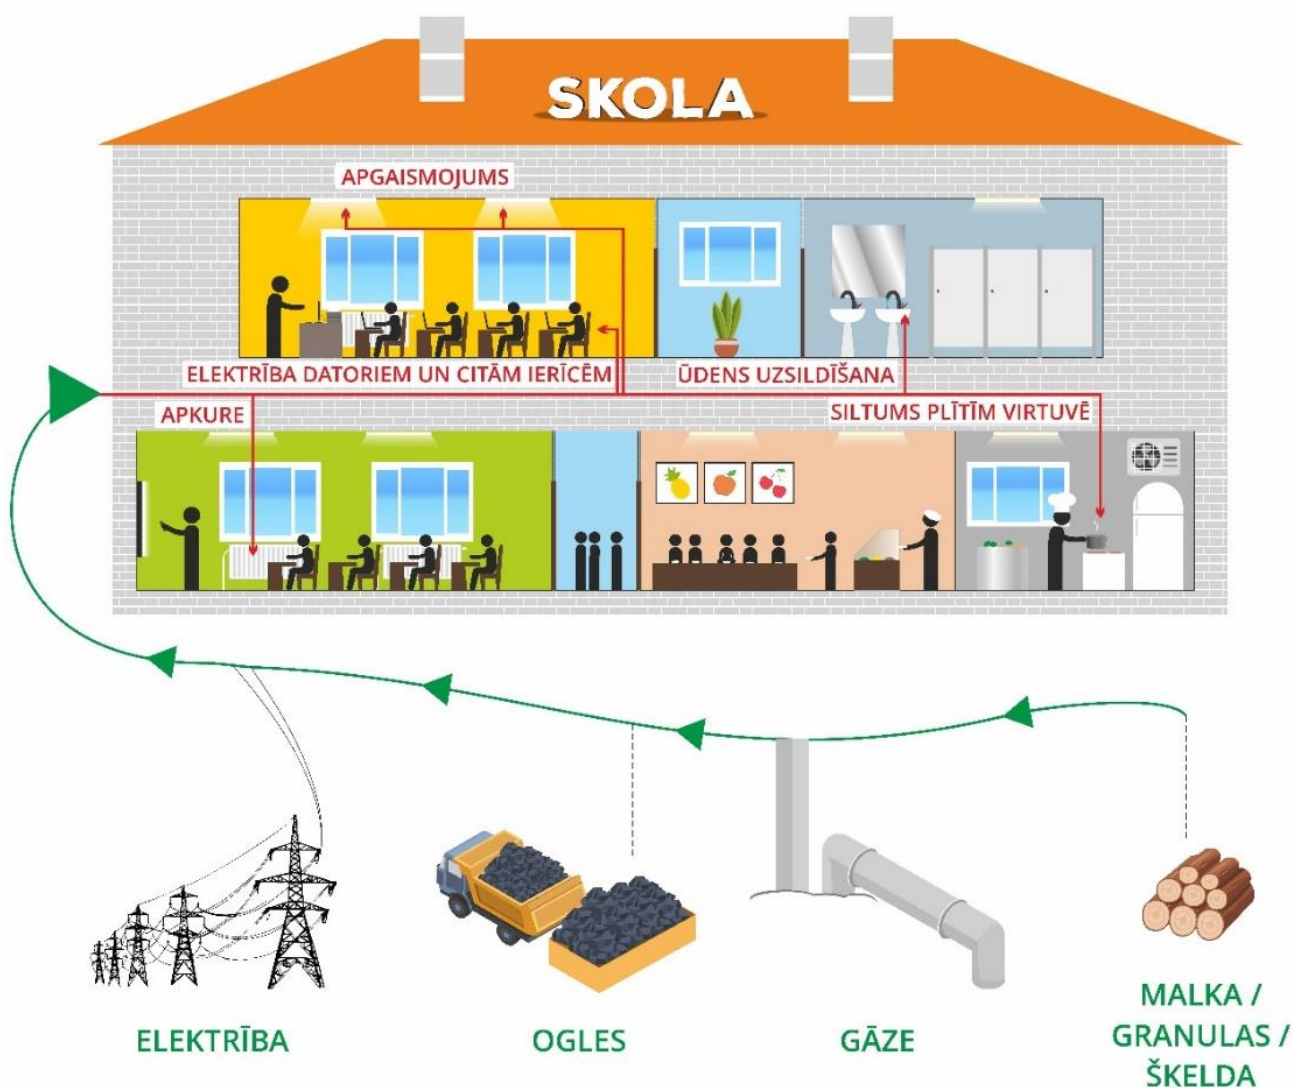 SKOLA
APGAISMOJUMS
ELEKTRĪBA DATORIEM UN CITĀM IERĪCĒM
ŪDENS UZSILDĪŠANA
APKURE
SILTUMS PLĪTĪM VIRTUVĒ
ELEKTRĪBA
OGLES
GĀZE
MALKA /
GRANULAS /
ŠKELDA